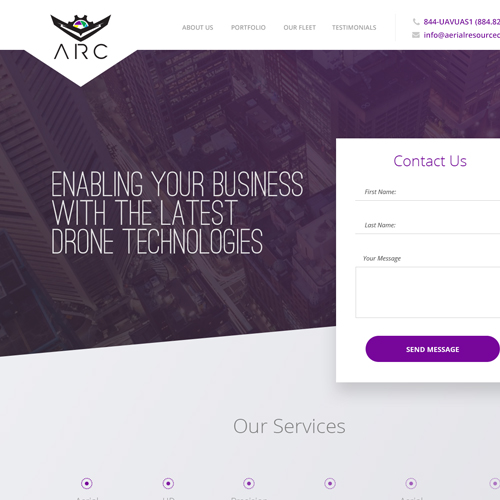 ARC
ABOUT US PORTFOLIO OUR FLEET TESTIMONIALS
844-UAVUAS1 (884.82
info@aerialresourcec
ENABLING YOUR BUSINESS
WITH THE LATEST
DRONE TECHNOLOGIES
Contact Us
First Name:
Last Name:
Your Message
SEND MESSAGE
Our Services